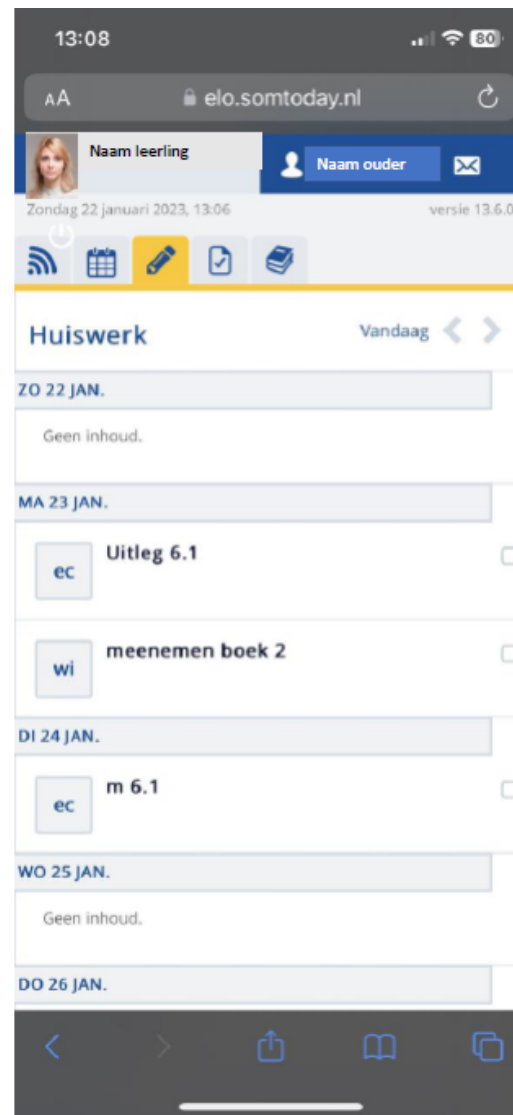 13:08
80
AA elo.somtoday.nl
Naam leerling
Naam ouder
Zondag 22 januari 2023, 13:06 versie 13.6.0
Huiswerk Vandaag
ZO 22 JAN.
Geen inhoud.
MA 23 JAN.
ec Uitleg 6.1
wi meenemen boek 2
DI 24 JAN.
ec m 6.1
WO 25 JAN.
Geen inhoud.
DO 26 JAN.